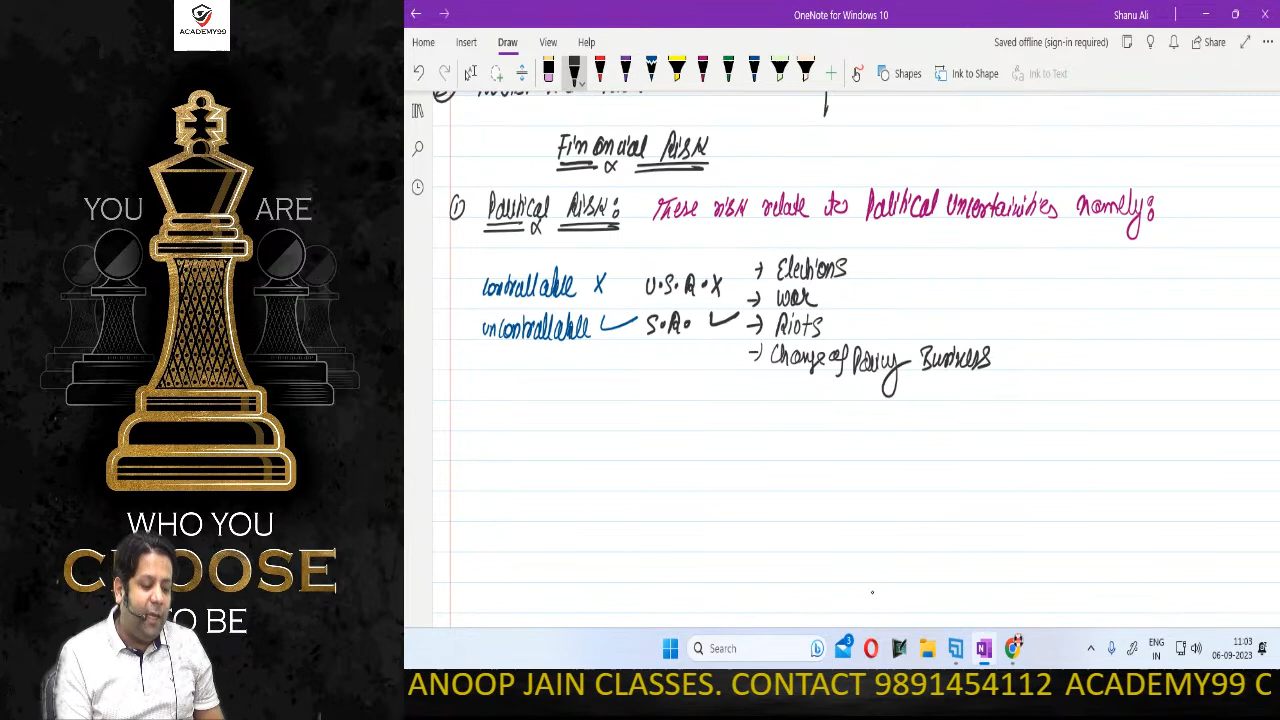 ACADEMY99
YOU ARE
WHO YOU
CHOOSE
TO BE
OneNote for Windows 10
Shanu Ali
Home Insert Draw View Help
Saved offline (sign-in required)
Share
Shapes
Ink to Shape
Ink to Text
Financial Risk
① Political Risk: These risk relate to Political Uncertainities namely:
→ Elections
controllable X U.S.R. X
→ war
uncontrollable ✓ S.R. ✓ → Riots
→ Change of Policy Business
Search
3
ENG
IN
11:03
06-09-2023
ANOOP JAIN CLASSES. CONTACT 9891454112 ACADEMY99 C